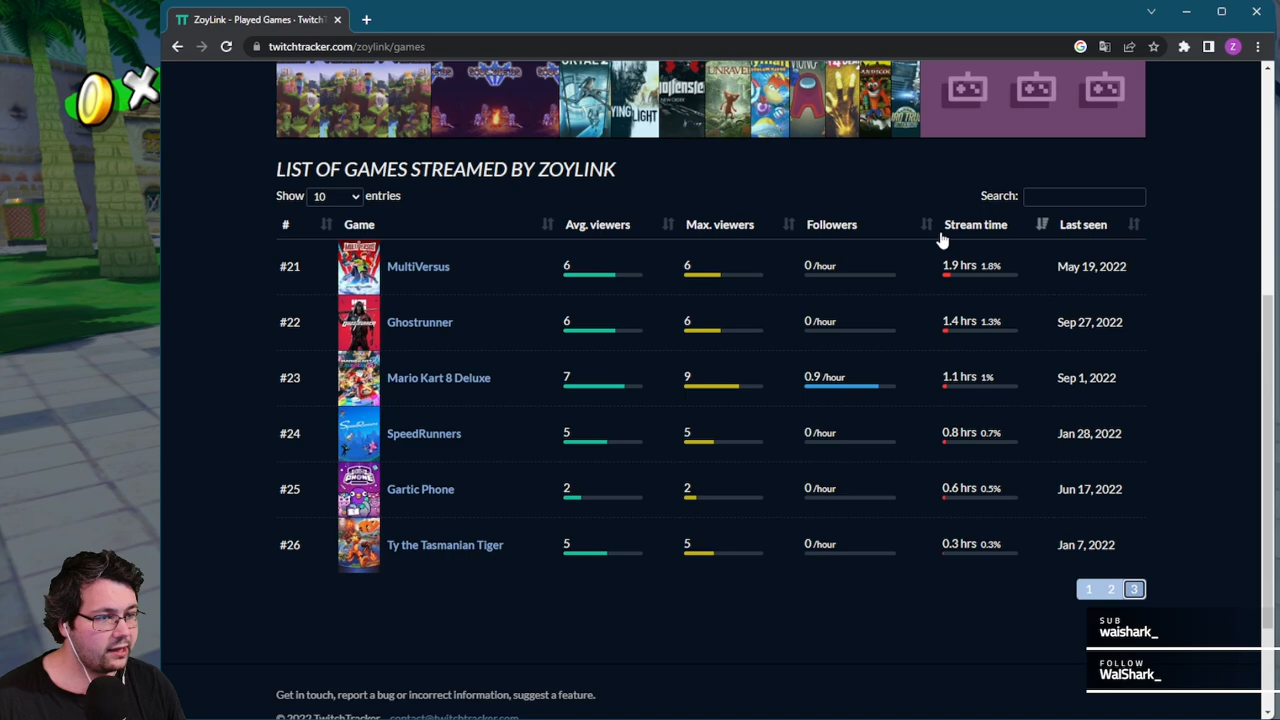 ZoyLink - Played Games · Twitch
twitchtracker.com/zoylink/games
Z
LIST OF GAMES STREAMED BY ZOYLINK
Show 10 entries
Search:
# Game Avg. viewers Max. viewers Followers Stream time Last seen
#21 MultiVersus 6 6 0 /hour 1.9 hrs 1.8% May 19, 2022
#22 Ghostrunner 6 6 0 /hour 1.4 hrs 1.3% Sep 27, 2022
#23 Mario Kart 8 Deluxe 7 9 0.9 /hour 1.1 hrs 1% Sep 1, 2022
#24 SpeedRunners 5 5 0 /hour 0.8 hrs 0.7% Jan 28, 2022
#25 Gartic Phone 2 2 0 /hour 0.6 hrs 0.5% Jun 17, 2022
#26 Ty the Tasmanian Tiger 5 5 0 /hour 0.3 hrs 0.3% Jan 7, 2022
1 2 3
SUB
waishark_
FOLLOW
WalShark_
Get in touch, report a bug or incorrect information, suggest a feature.
© 2022 TwitchTracker · contact@twitchtracker.com